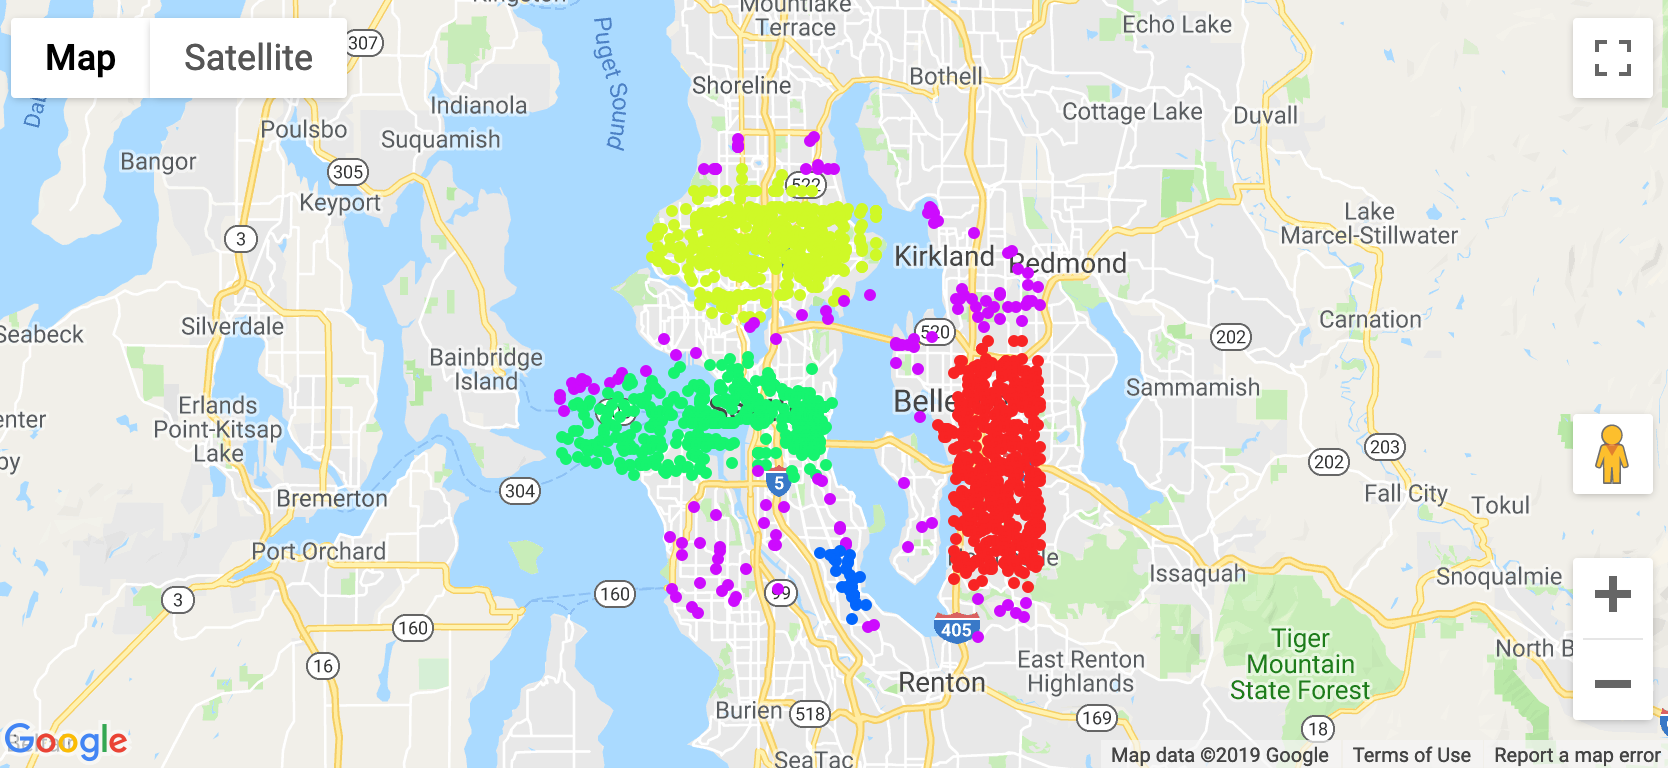 Kingston
Mountlake
Terrace
Echo Lake
Map
Satellite
307
Puget Sound
Shoreline
Bothell
Indianola
Cottage Lake
Duvall
Poulsbo
Suquamish
Bangor
305
522
Keyport
Lake
Marcel-Stillwater
3
Kirkland
Redmond
Silverdale
Seabeck
520
Carnation
202
Bainbridge
Island
Sammamish
Erlands
Point-Kitsap
Lake
Belle
enter
203
202
by
5
304
Bremerton
Fall City
Tokul
Port Orchard
Issaquah
Snoqualmie
3
160
99
160
405
Tiger
Mountain
State Forest
North B
16
East Renton
Highlands
Renton
Burien
518
169
18
Google
SeaTac
Map data ©2019 Google
Terms of Use
Report a map error